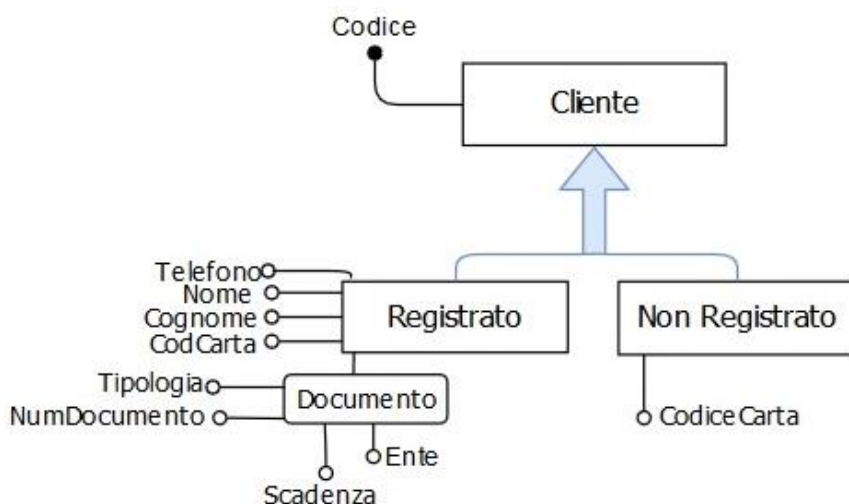 Codice
Cliente
Telefono
Nome
Cognome
CodCarta
Registrato
Non Registrato
Tipologia
NumDocumento
Documento
CodiceCarta
Ente
Scadenza